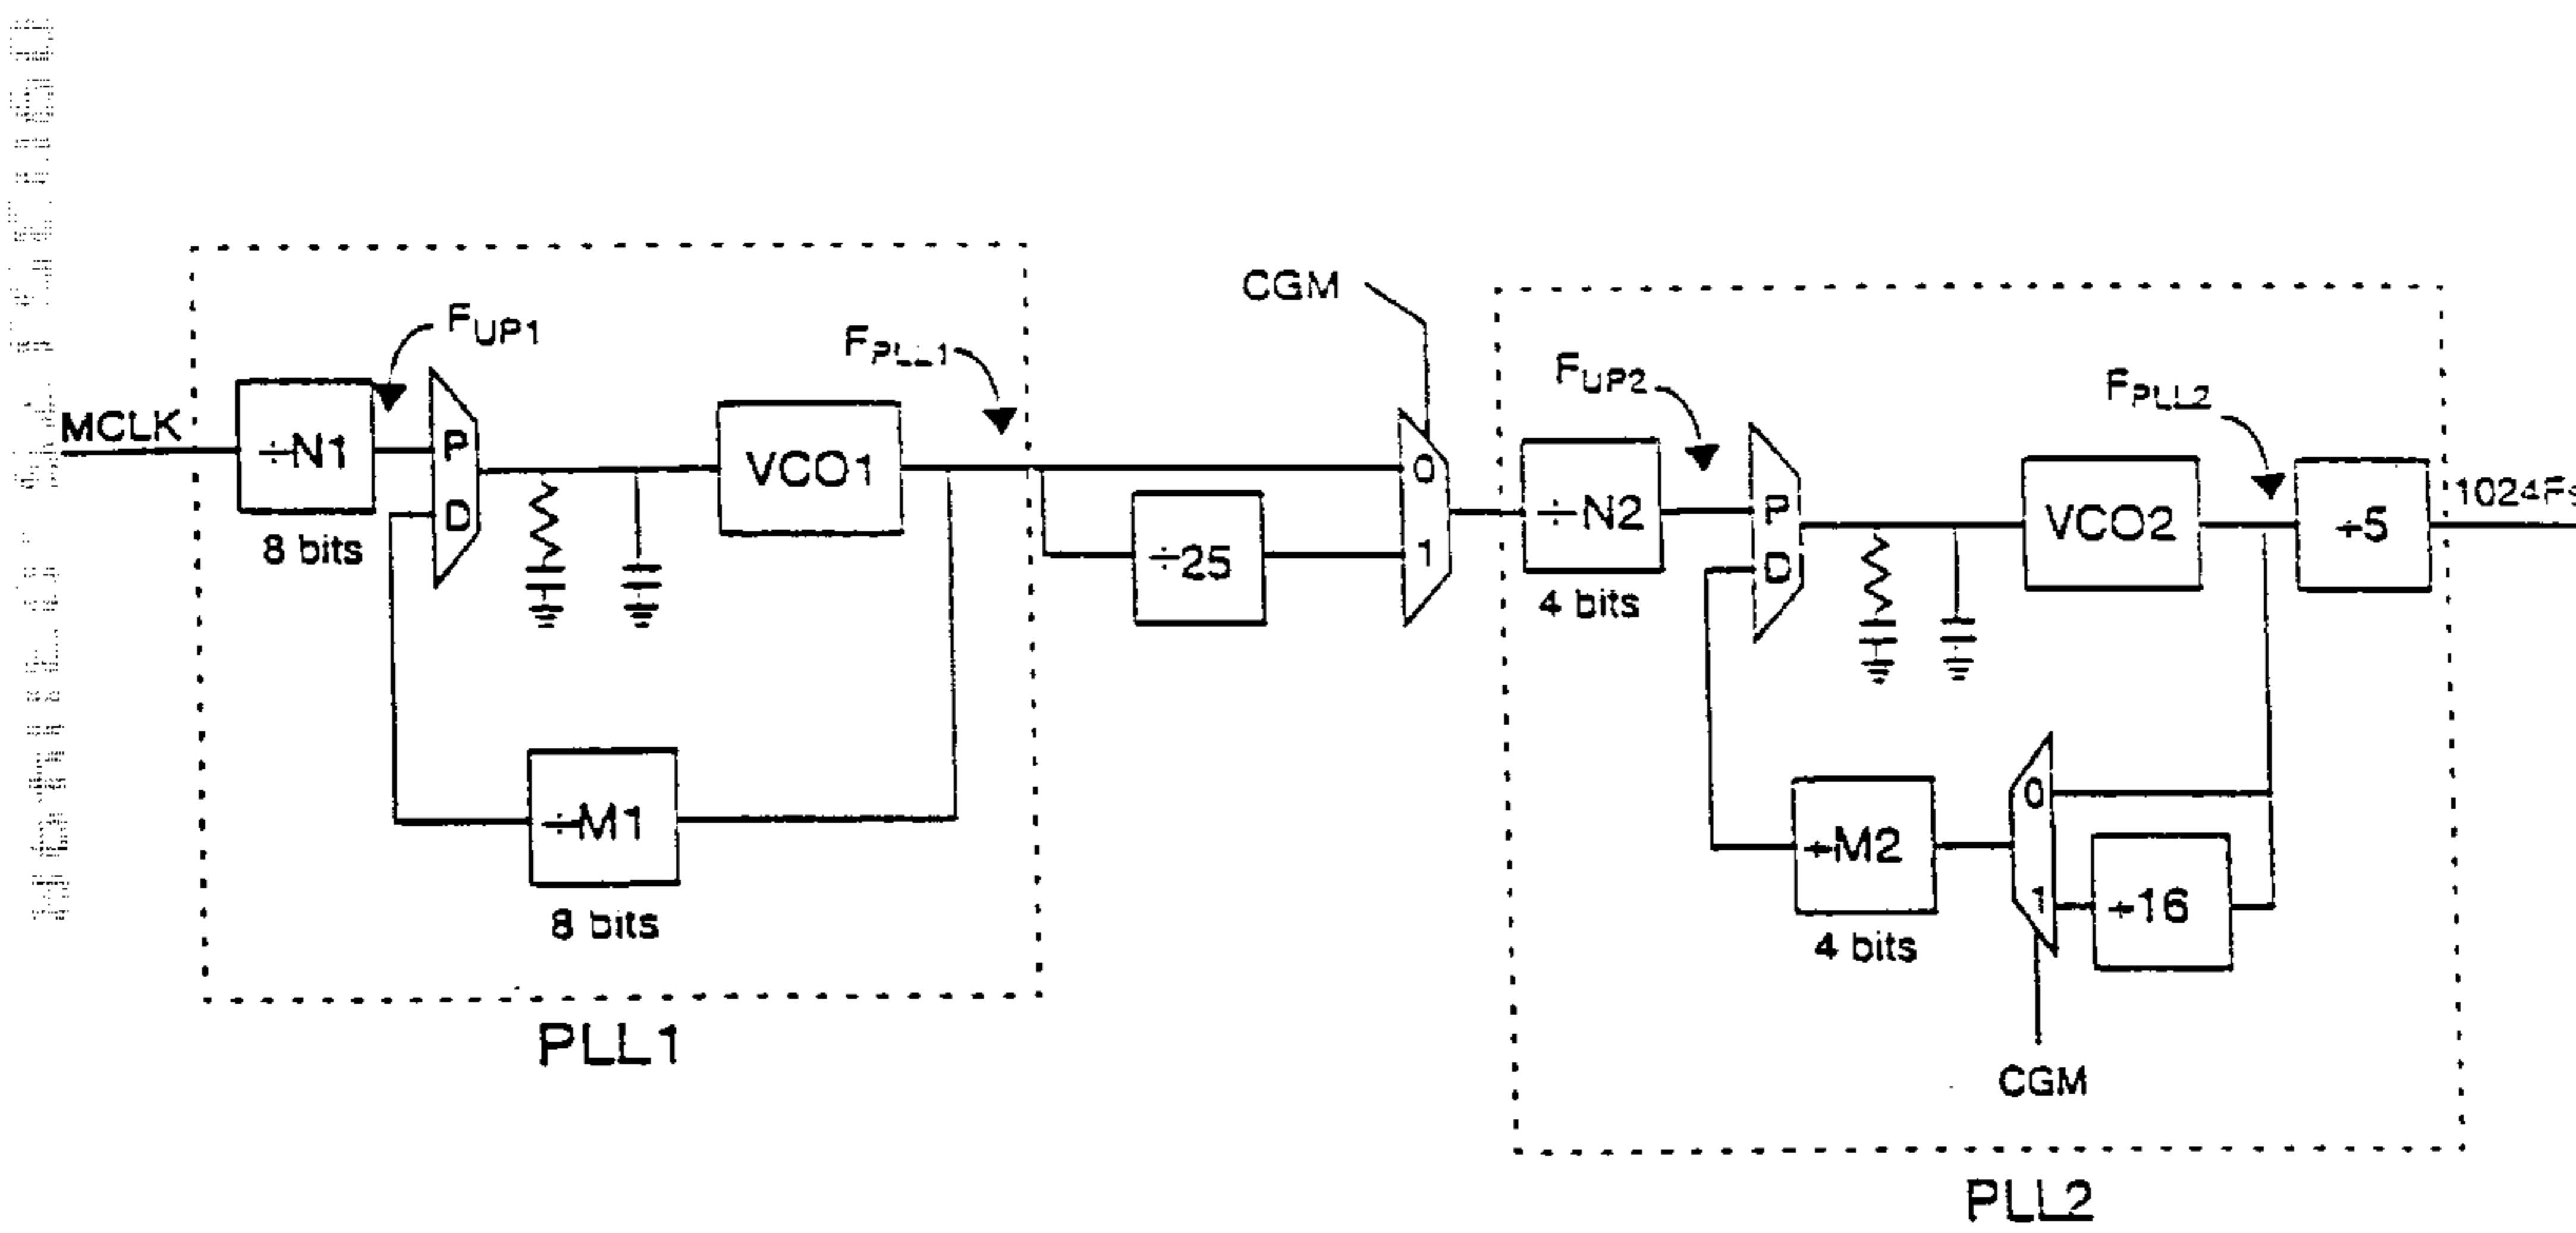 MCLK
÷N1
8 bits
FUP1
P
D
VCO1
FPLL1
÷M1
8 bits
PLL1
÷25
CGM
0
1
÷N2
4 bits
FUP2
P
D
VCO2
FPLL2
÷5
1024Fs
÷M2
4 bits
0
1
÷16
CGM
PLL2